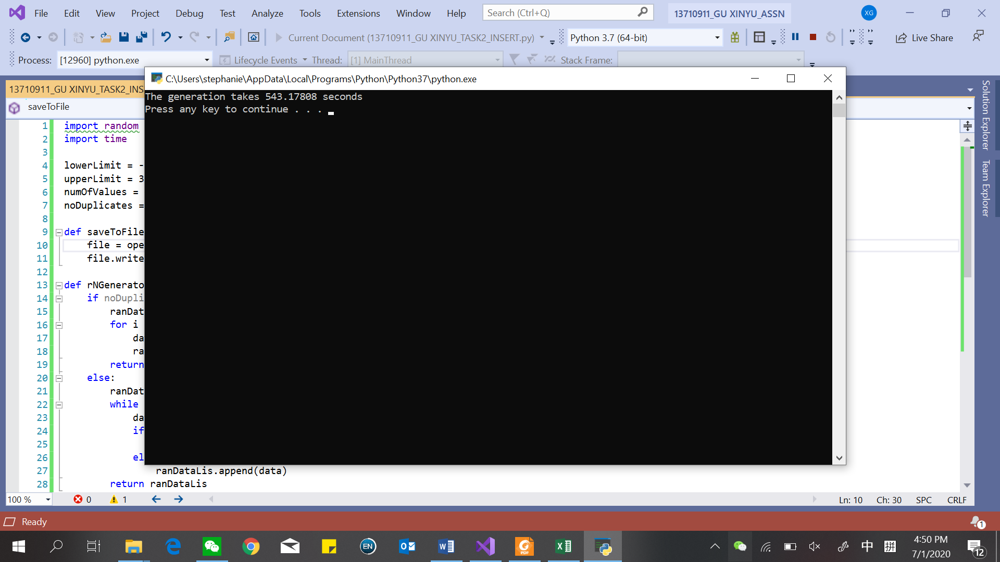 File Edit View Project Debug Test Analyze Tools Extensions Window Help Search (Ctrl+Q) 13710911_GU XINYU_ASSN XG
Current Document (13710911_GU XINYU_TASK2_INSERT.py) Python 3.7 (64-bit) Live Share
Process: [12960] python.exe Lifecycle Events Thread: [1] MainThread Stack Frame:
C:\Users\stephanie\AppData\Local\Programs\Python\Python37\python.exe
13710911_GU XINYU_TASK2_INS
The generation takes 543.17808 seconds
Press any key to continue . . .
saveToFile
Solution Explorer
Team Explorer
1 import random
2 import time
3
4 lowerLimit = -
5 upperLimit = 3
6 numOfValues =
7 noDuplicates =
8
9 def saveToFile
10 file = ope
11 file.write
12
13 def rNGenerato
14 if noDupli
15 ranDat
16 for i
17 da
18 ra
19 return
20 else:
21 ranDat
22 while
23 da
24 if
25
26 el
27 ranDataLis.append(data)
28 return ranDataLis
100 % 0 1 Ln: 10 Ch: 30 SPC CRLF
Ready 1
EN PDF 中 拼 4:50 PM
7/1/2020 12